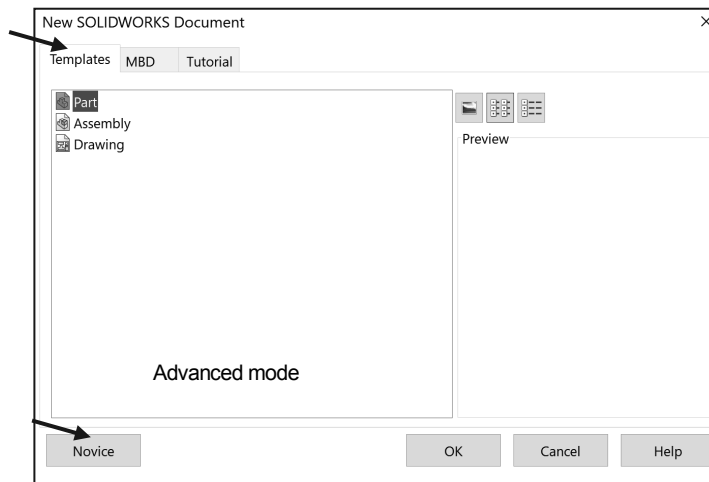 New SOLIDWORKS Document
Templates MBD Tutorial
Part
Assembly
Drawing
Preview
Advanced mode
Novice OK Cancel Help